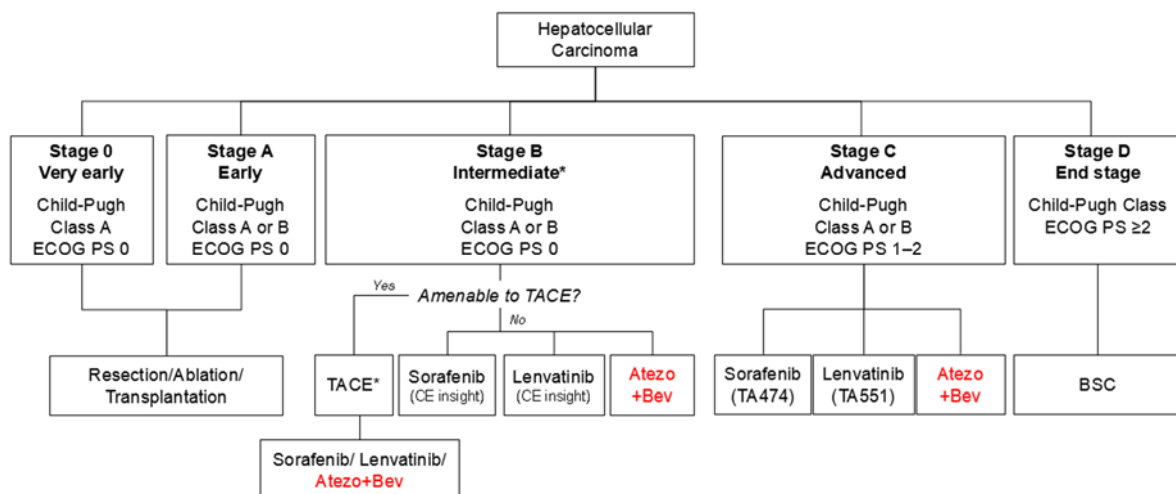 Hepatocellular
Carcinoma
Stage 0
Very early
Child-Pugh
Class A
ECOG PS 0
Stage A
Early
Child-Pugh
Class A or B
ECOG PS 0
Stage B
Intermediate*
Child-Pugh
Class A or B
ECOG PS 0
Stage C
Advanced
Child-Pugh
Class A or B
ECOG PS 1–2
Stage D
End stage
Child-Pugh Class
ECOG PS ≥2
Yes
Amenable to TACE?
No
Resection/Ablation/
Transplantation
TACE*
Sorafenib
(CE insight)
Lenvatinib
(CE insight)
Atezo
+Bev
Sorafenib
(TA474)
Lenvatinib
(TA551)
Atezo
+Bev
BSC
Sorafenib/ Lenvatinib/
Atezo+Bev